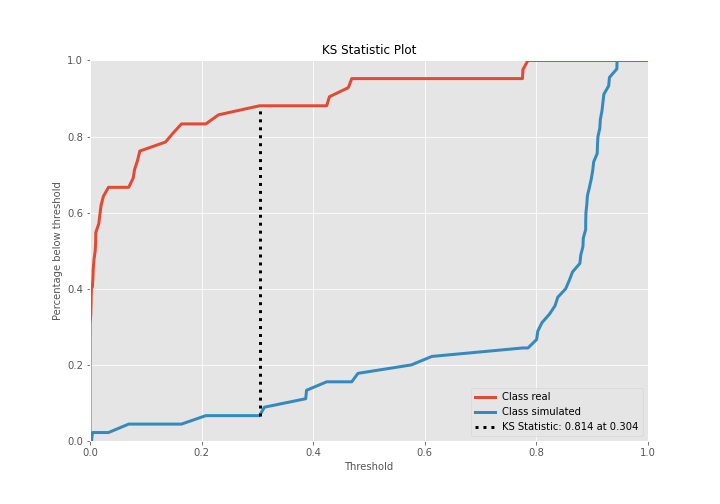 KS Statistic Plot
1.0
0.8
0.6
0.4
0.2
0.0
Percentage below threshold
0.0 0.2 0.4 0.6 0.8 1.0
Threshold
Class real
Class simulated
KS Statistic: 0.814 at 0.304